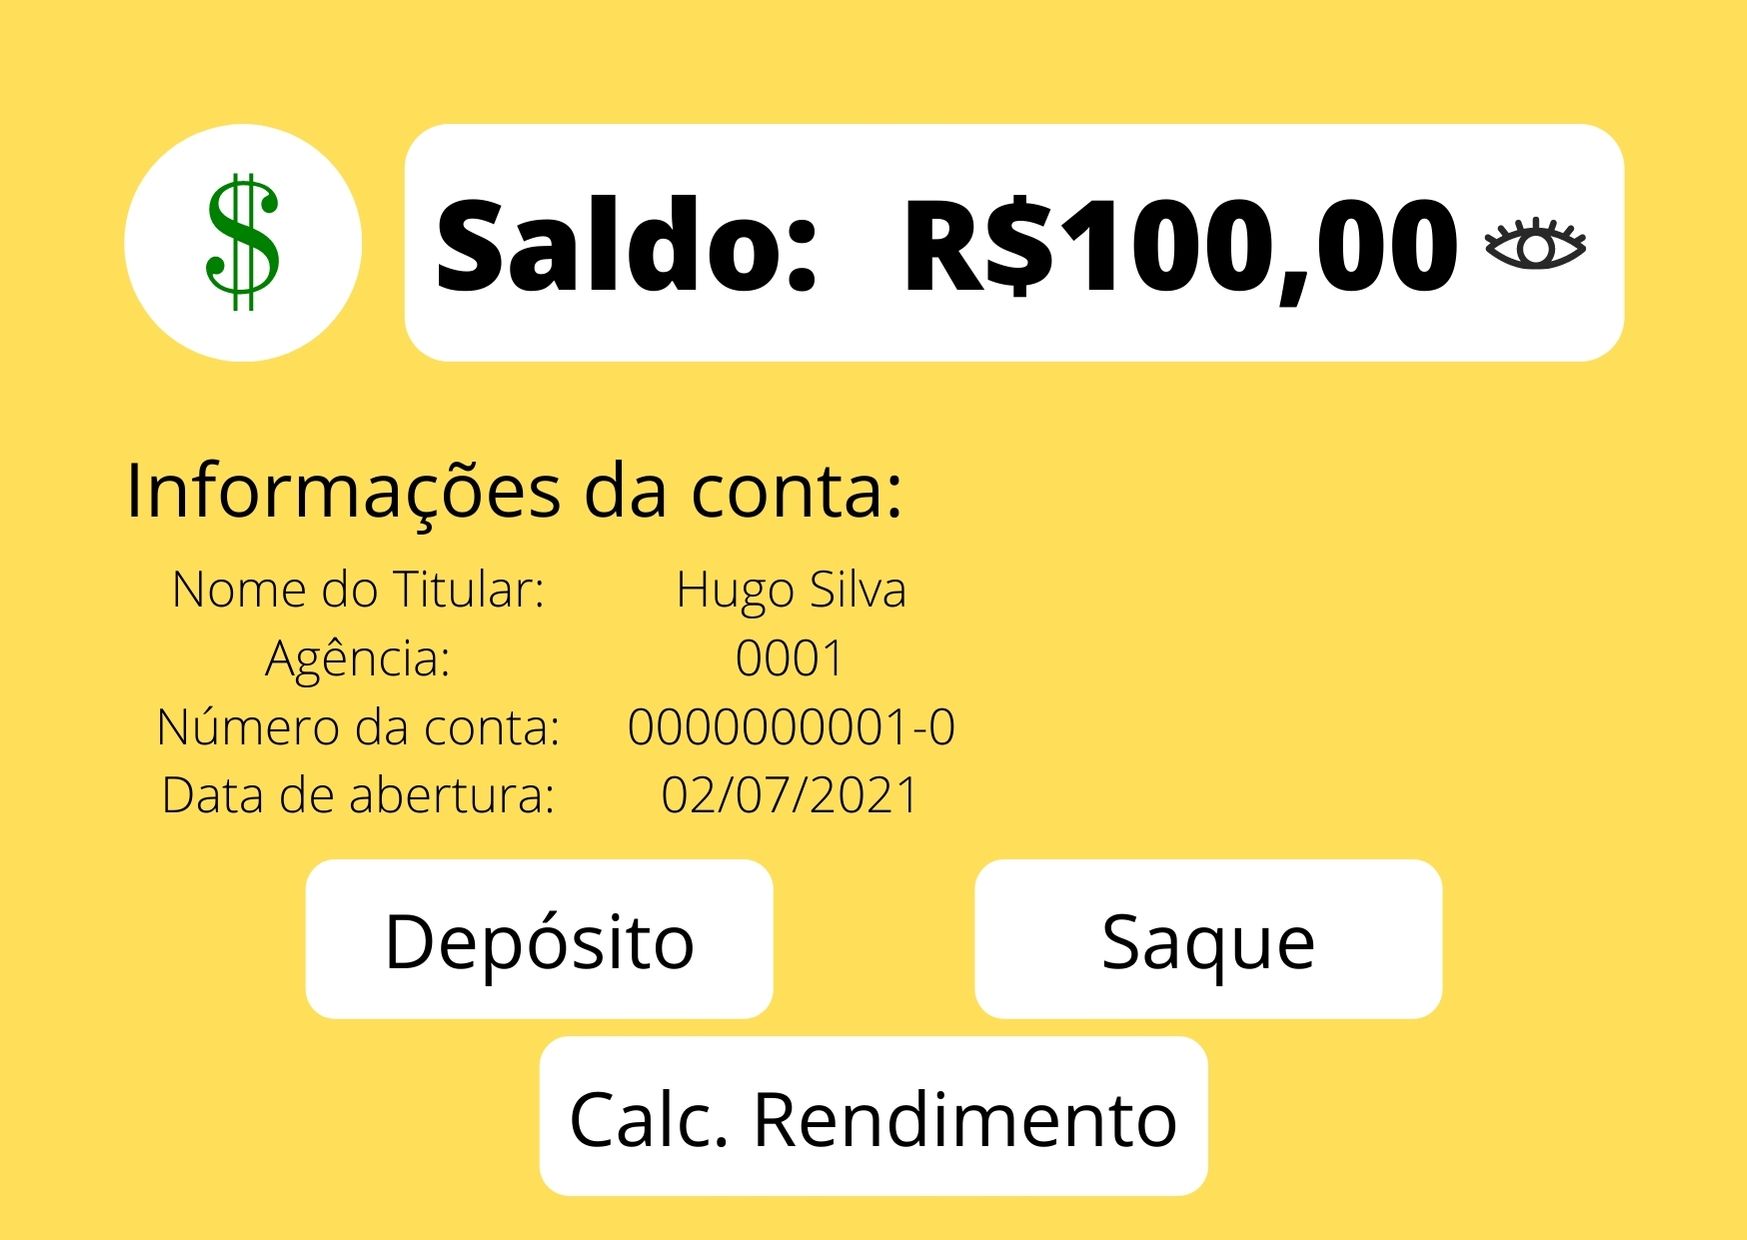 $
Saldo: R$100,00
Informações da conta:
Nome do Titular: Hugo Silva
Agência: 0001
Número da conta: 0000000001-0
Data de abertura: 02/07/2021
Depósito
Saque
Calc. Rendimento